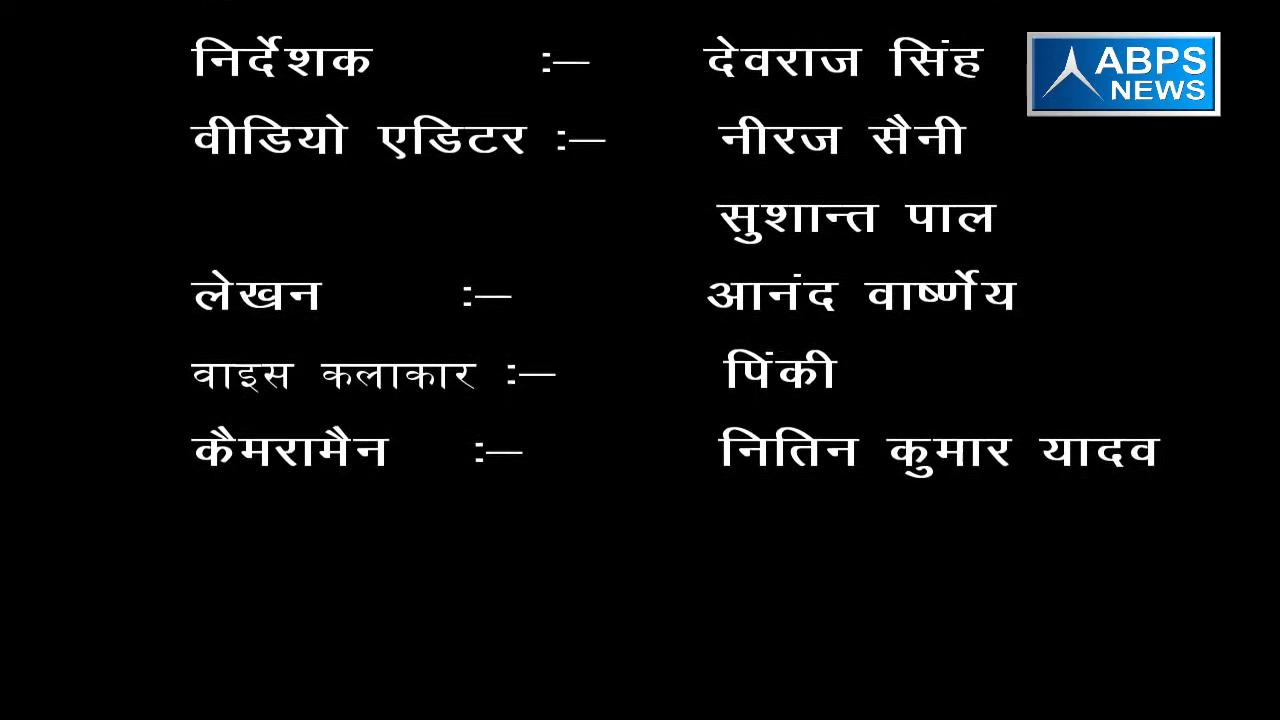 निर्देशक :— देवराज सिंह
ABPS
NEWS
वीडियो एडिटर :— नीरज सैनी
सुशान्त पाल
लेखन :— आनंद वार्ष्णेय
वाइस कलाकार :— पिंकी
कैमरामैन :— नितिन कुमार यादव